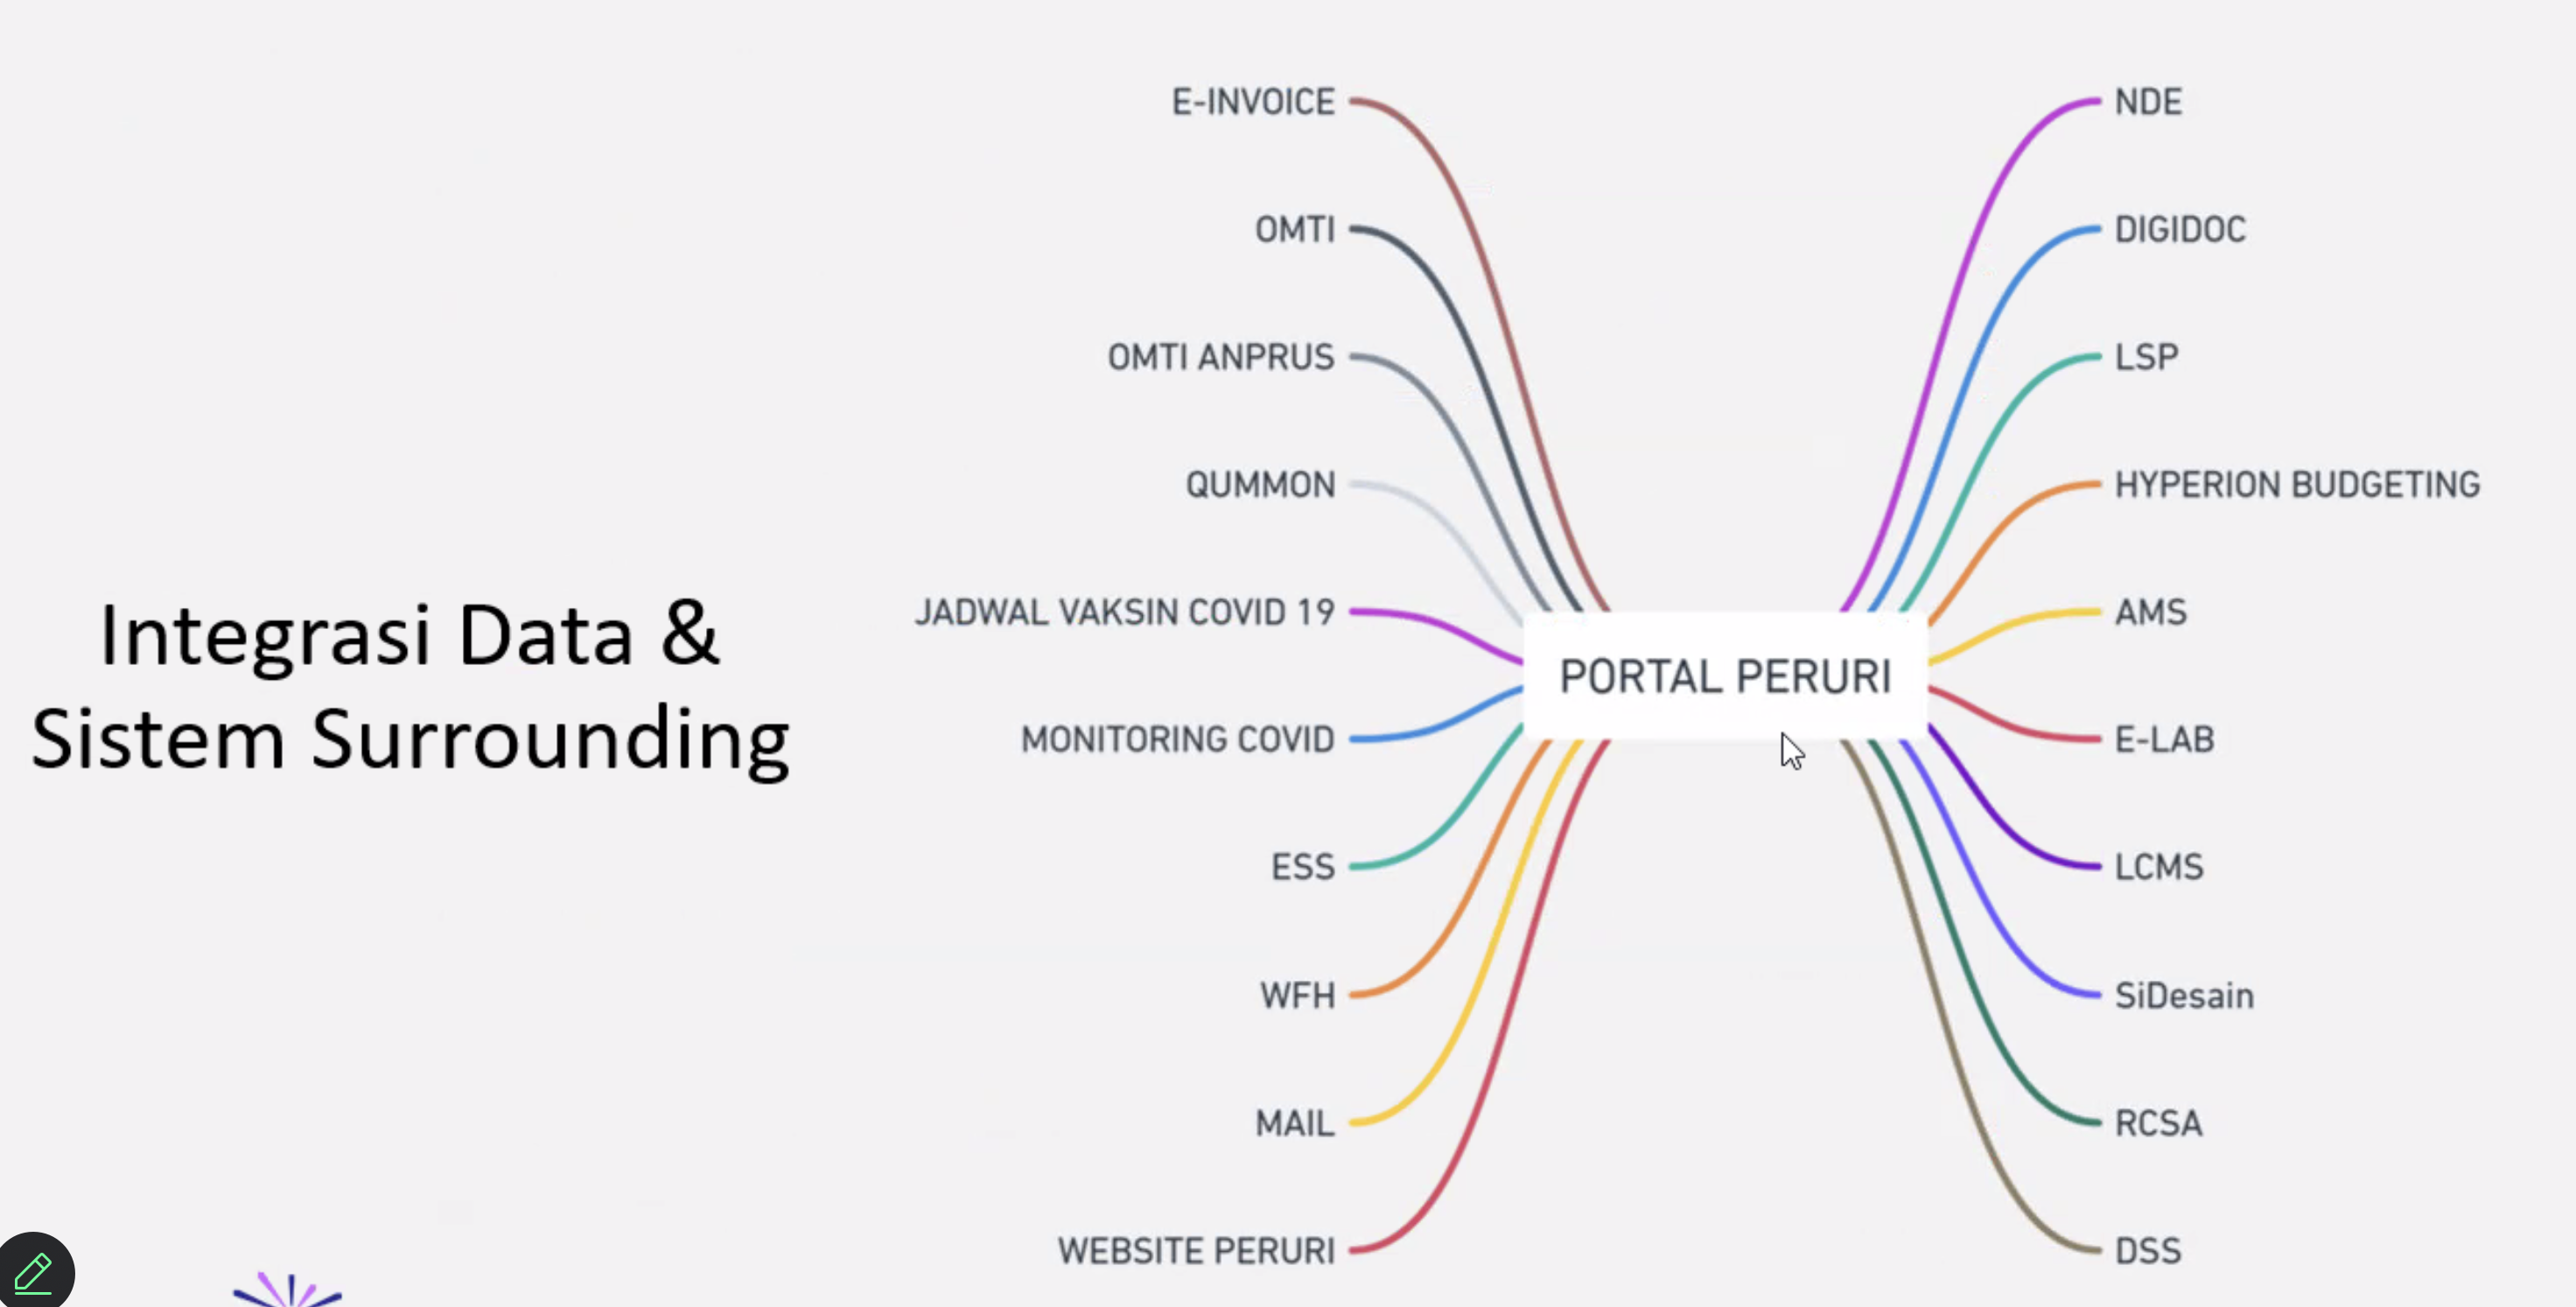 Integrasi Data &
Sistem Surrounding
E-INVOICE
OMTI
OMTI ANPRUS
QUMMON
JADWAL VAKSIN COVID 19
MONITORING COVID
ESS
WFH
MAIL
WEBSITE PERURI
PORTAL PERURI
NDE
DIGIDOC
LSP
HYPERION BUDGETING
AMS
E-LAB
LCMS
SiDesain
RCSA
DSS